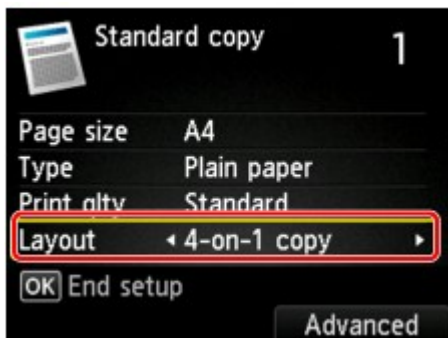 Standard copy 1
Page size A4
Type Plain paper
Print qlty Standard
Layout 4-on-1 copy
OK End setup
Advanced